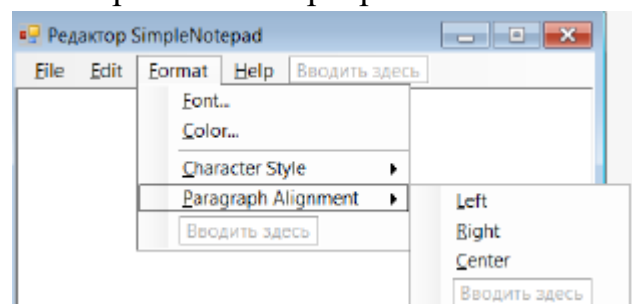 Редактор SimpleNotepad
File Edit Format Help Вводить здесь
Font...
Color...
Character Style
Paragraph Alignment
Вводить здесь
Left
Right
Center
Вводить здесь